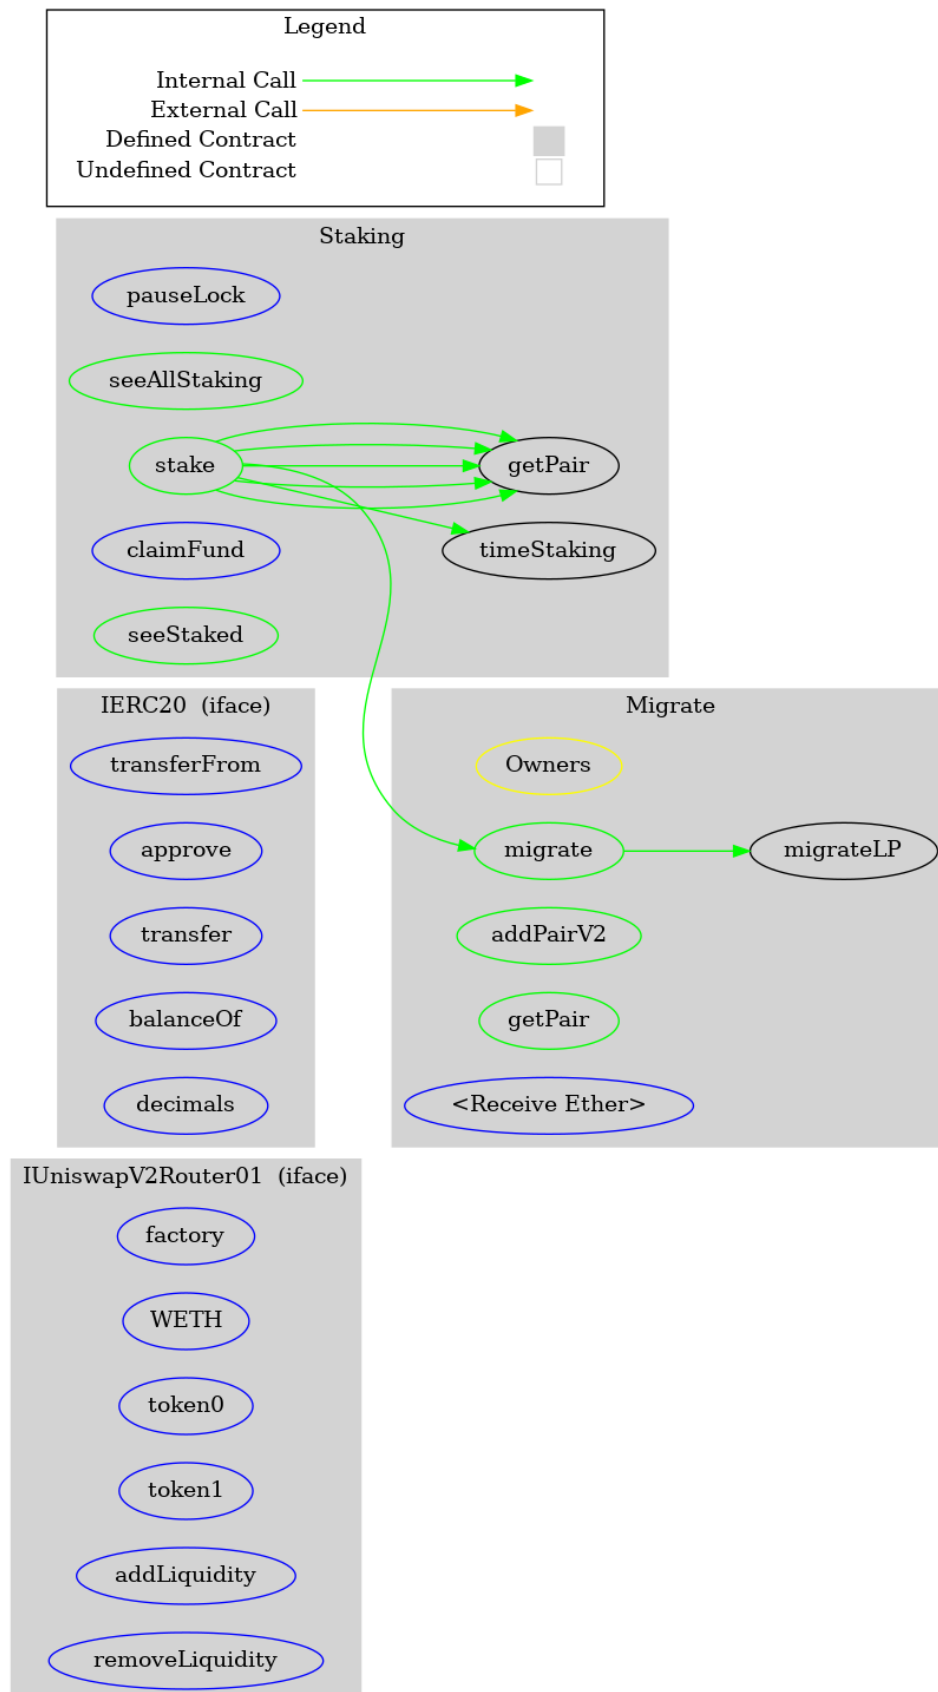 Legend
Internal Call
External Call
Defined Contract
Undefined Contract
Staking
pauseLock
seeAllStaking
stake
getPair
claimFund
timeStaking
seeStaked
IERC20  (iface)
transferFrom
approve
transfer
balanceOf
decimals
Migrate
Owners
migrate
migrateLP
addPairV2
getPair
<Receive Ether>
IUniswapV2Router01  (iface)
factory
WETH
token0
token1
addLiquidity
removeLiquidity